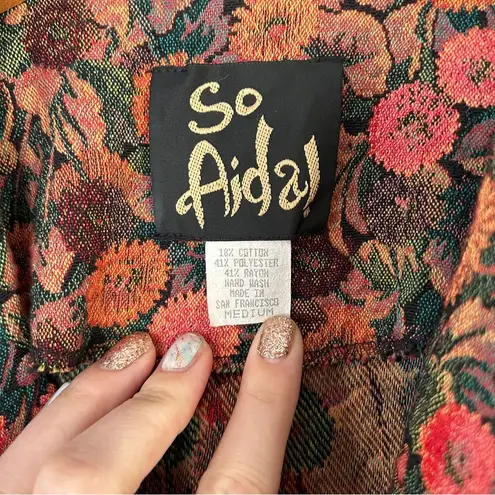 So
Aida!
18% COTTON
41% POLYESTER
41% RAYON
HAND WASH
MADE IN
SAN FRANCISCO
MEDIUM